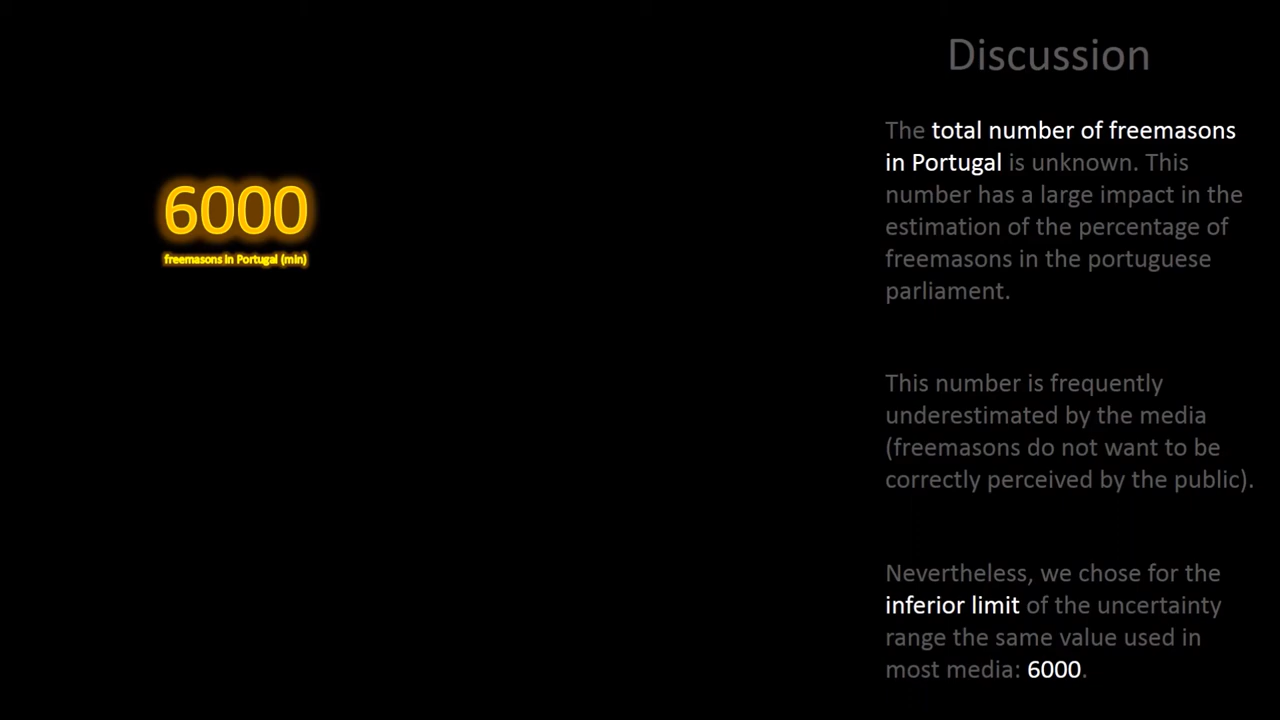 Discussion
6000
freemasons in Portugal (min)
The total number of freemasons
in Portugal is unknown. This
number has a large impact in the
estimation of the percentage of
freemasons in the portuguese
parliament.
This number is frequently
underestimated by the media
(freemasons do not want to be
correctly perceived by the public).
Nevertheless, we chose for the
inferior limit of the uncertainty
range the same value used in
most media: 6000.